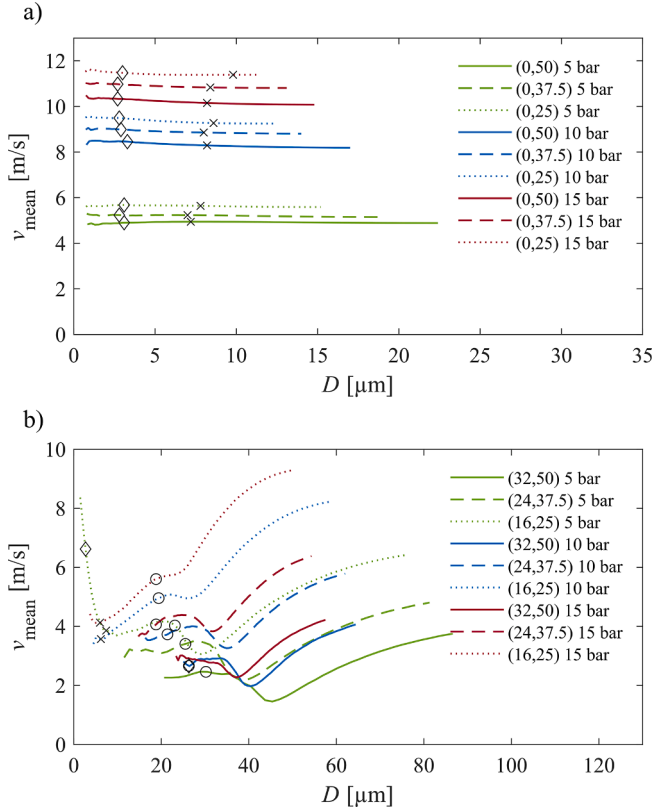 a)
12
10
8
6
4
2
0
v_mean [m/s]
(0,50) 5 bar
(0,37.5) 5 bar
(0,25) 5 bar
(0,50) 10 bar
(0,37.5) 10 bar
(0,25) 10 bar
(0,50) 15 bar
(0,37.5) 15 bar
(0,25) 15 bar
0 5 10 15 20 25 30 35
D [µm]
b)
10
8
6
4
2
0
v_mean [m/s]
(32,50) 5 bar
(24,37.5) 5 bar
(16,25) 5 bar
(32,50) 10 bar
(24,37.5) 10 bar
(16,25) 10 bar
(32,50) 15 bar
(24,37.5) 15 bar
(16,25) 15 bar
0 20 40 60 80 100 120
D [µm]